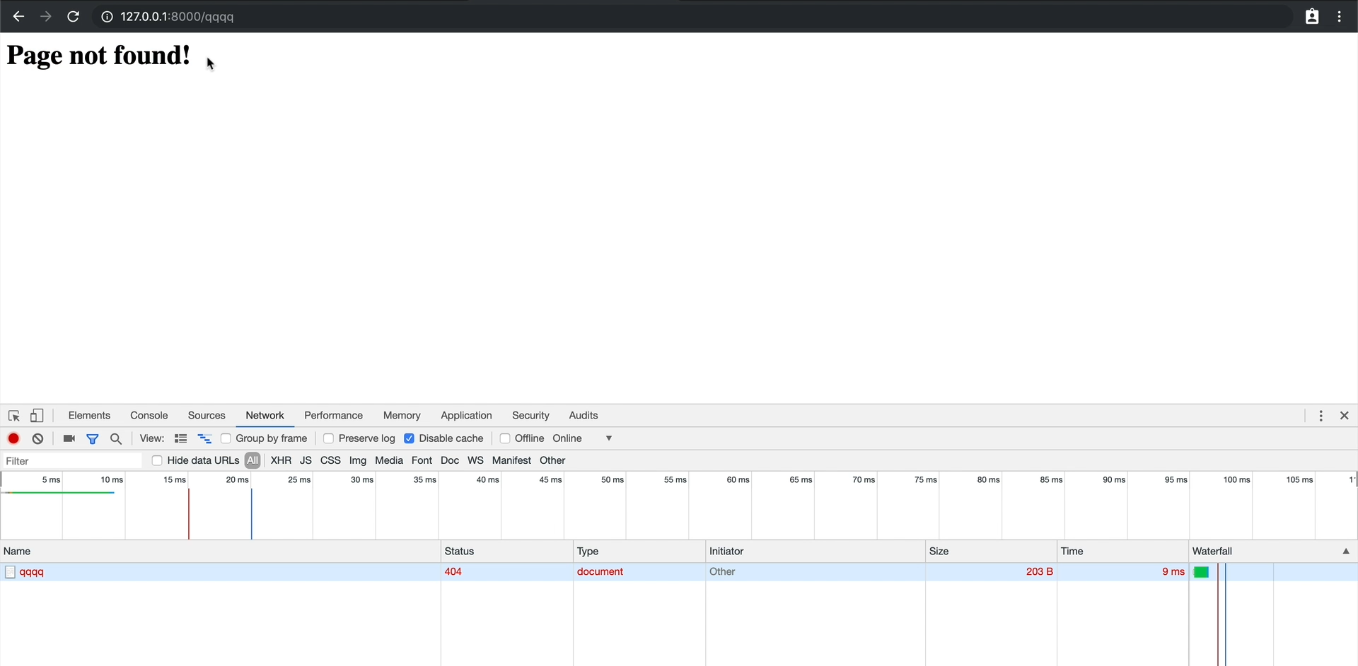 127.0.0.1:8000/qqqq
Page not found!
Elements Console Sources Network Performance Memory Application Security Audits
View: Group by frame Preserve log Disable cache Offline Online
Filter Hide data URLs All XHR JS CSS Img Media Font Doc WS Manifest Other
5 ms 10 ms 15 ms 20 ms 25 ms 30 ms 35 ms 40 ms 45 ms 50 ms 55 ms 60 ms 65 ms 70 ms 75 ms 80 ms 85 ms 90 ms 95 ms 100 ms 105 ms
Name Status Type Initiator Size Time Waterfall
qqqq 404 document Other 203 B 9 ms